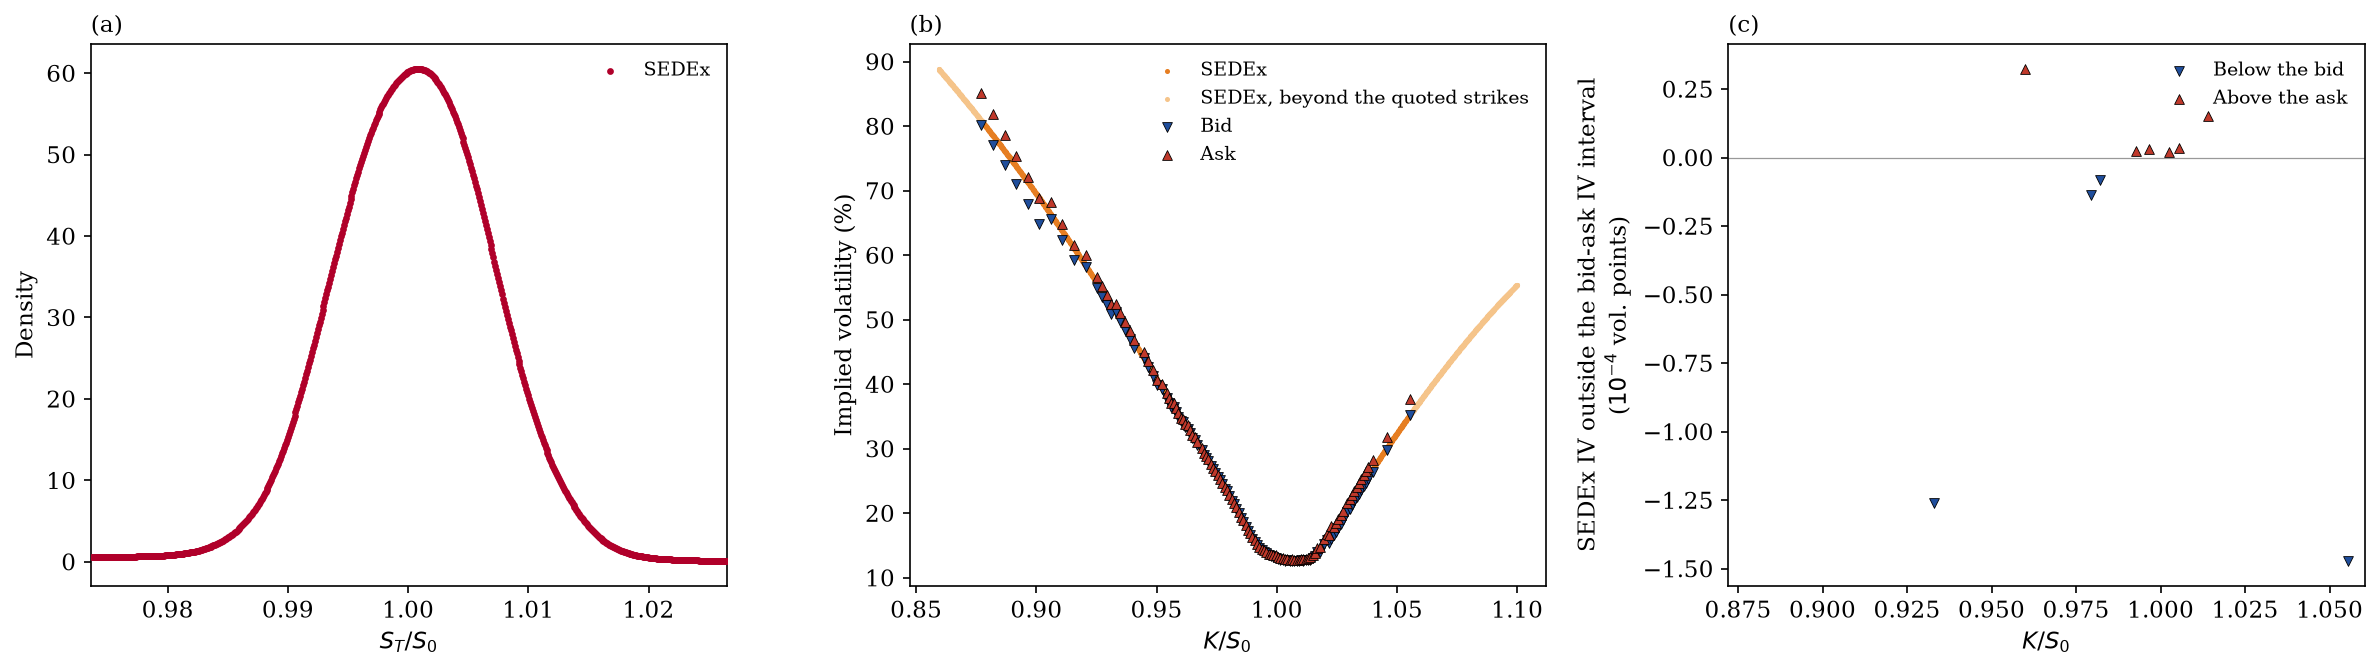 (a)
SEDEx
Density
60
50
40
30
20
10
0
0.98 0.99 1.00 1.01 1.02
S_T/S_0
(b)
SEDEx
SEDEx, beyond the quoted strikes
Bid
Ask
Implied volatility (%)
90
80
70
60
50
40
30
20
10
0.85 0.90 0.95 1.00 1.05 1.10
K/S_0
(c)
Below the bid
Above the ask
SEDEx IV outside the bid-ask IV interval
(10^{−4} vol. points)
0.25
0.00
−0.25
−0.50
−0.75
−1.00
−1.25
−1.50
0.875 0.900 0.925 0.950 0.975 1.000 1.025 1.050
K/S_0